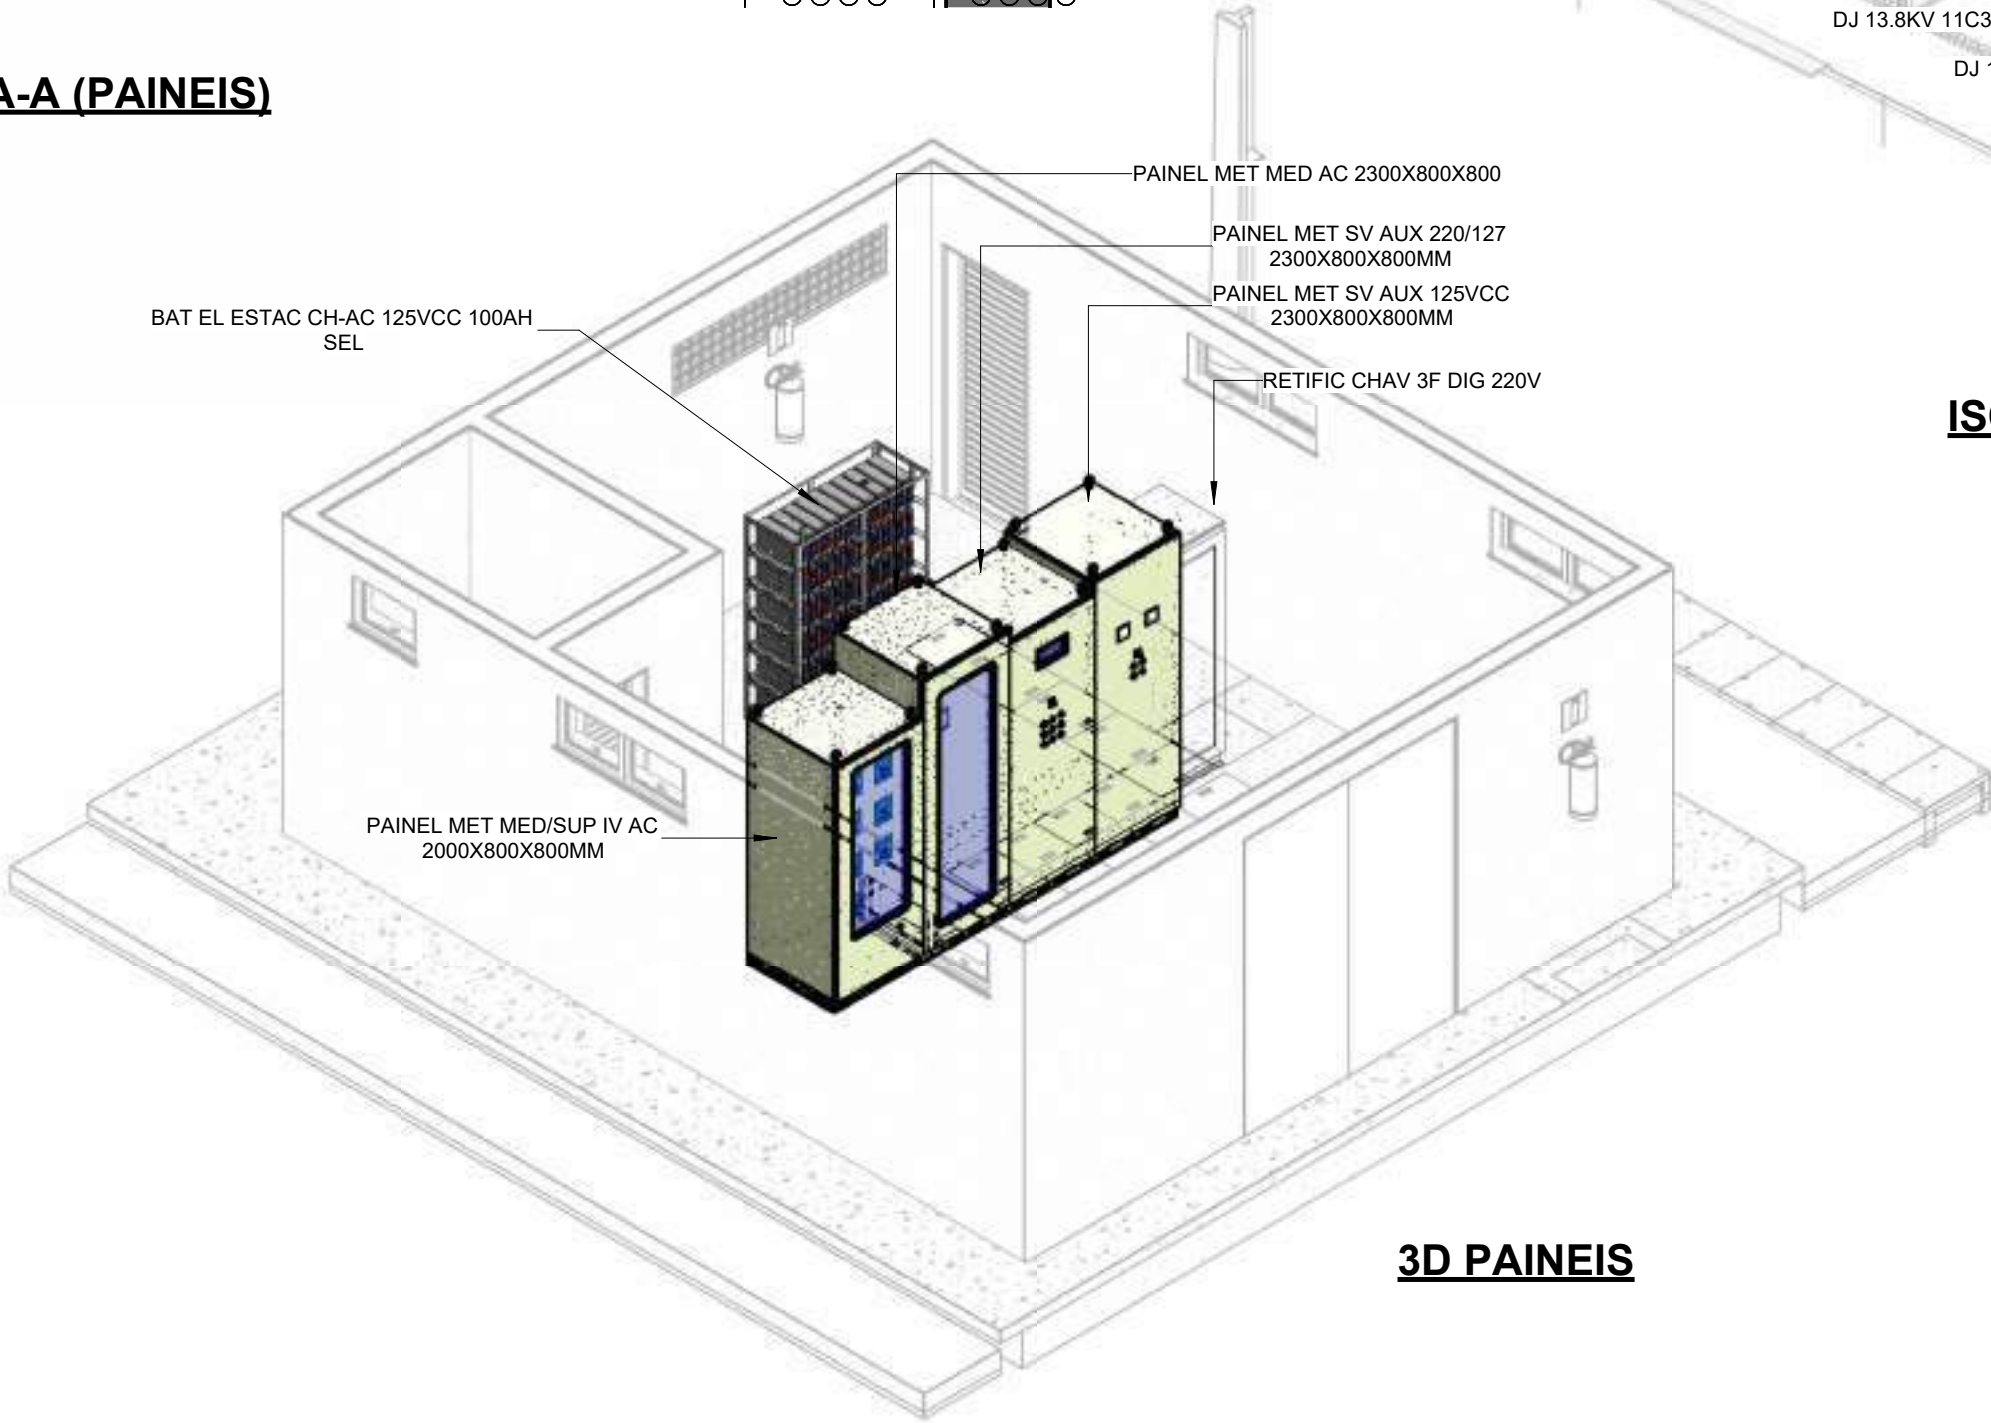 DJ 13.8KV 11C3
DJ 1
A-A (PAINEIS)
PAINEL MET MED AC 2300X800X800
PAINEL MET SV AUX 220/127
2300X800X800MM
PAINEL MET SV AUX 125VCC
2300X800X800MM
BAT EL ESTAC CH-AC 125VCC 100AH
SEL
RETIFIC CHAV 3F DIG 220V
PAINEL MET MED/SUP IV AC
2000X800X800MM
3D PAINEIS